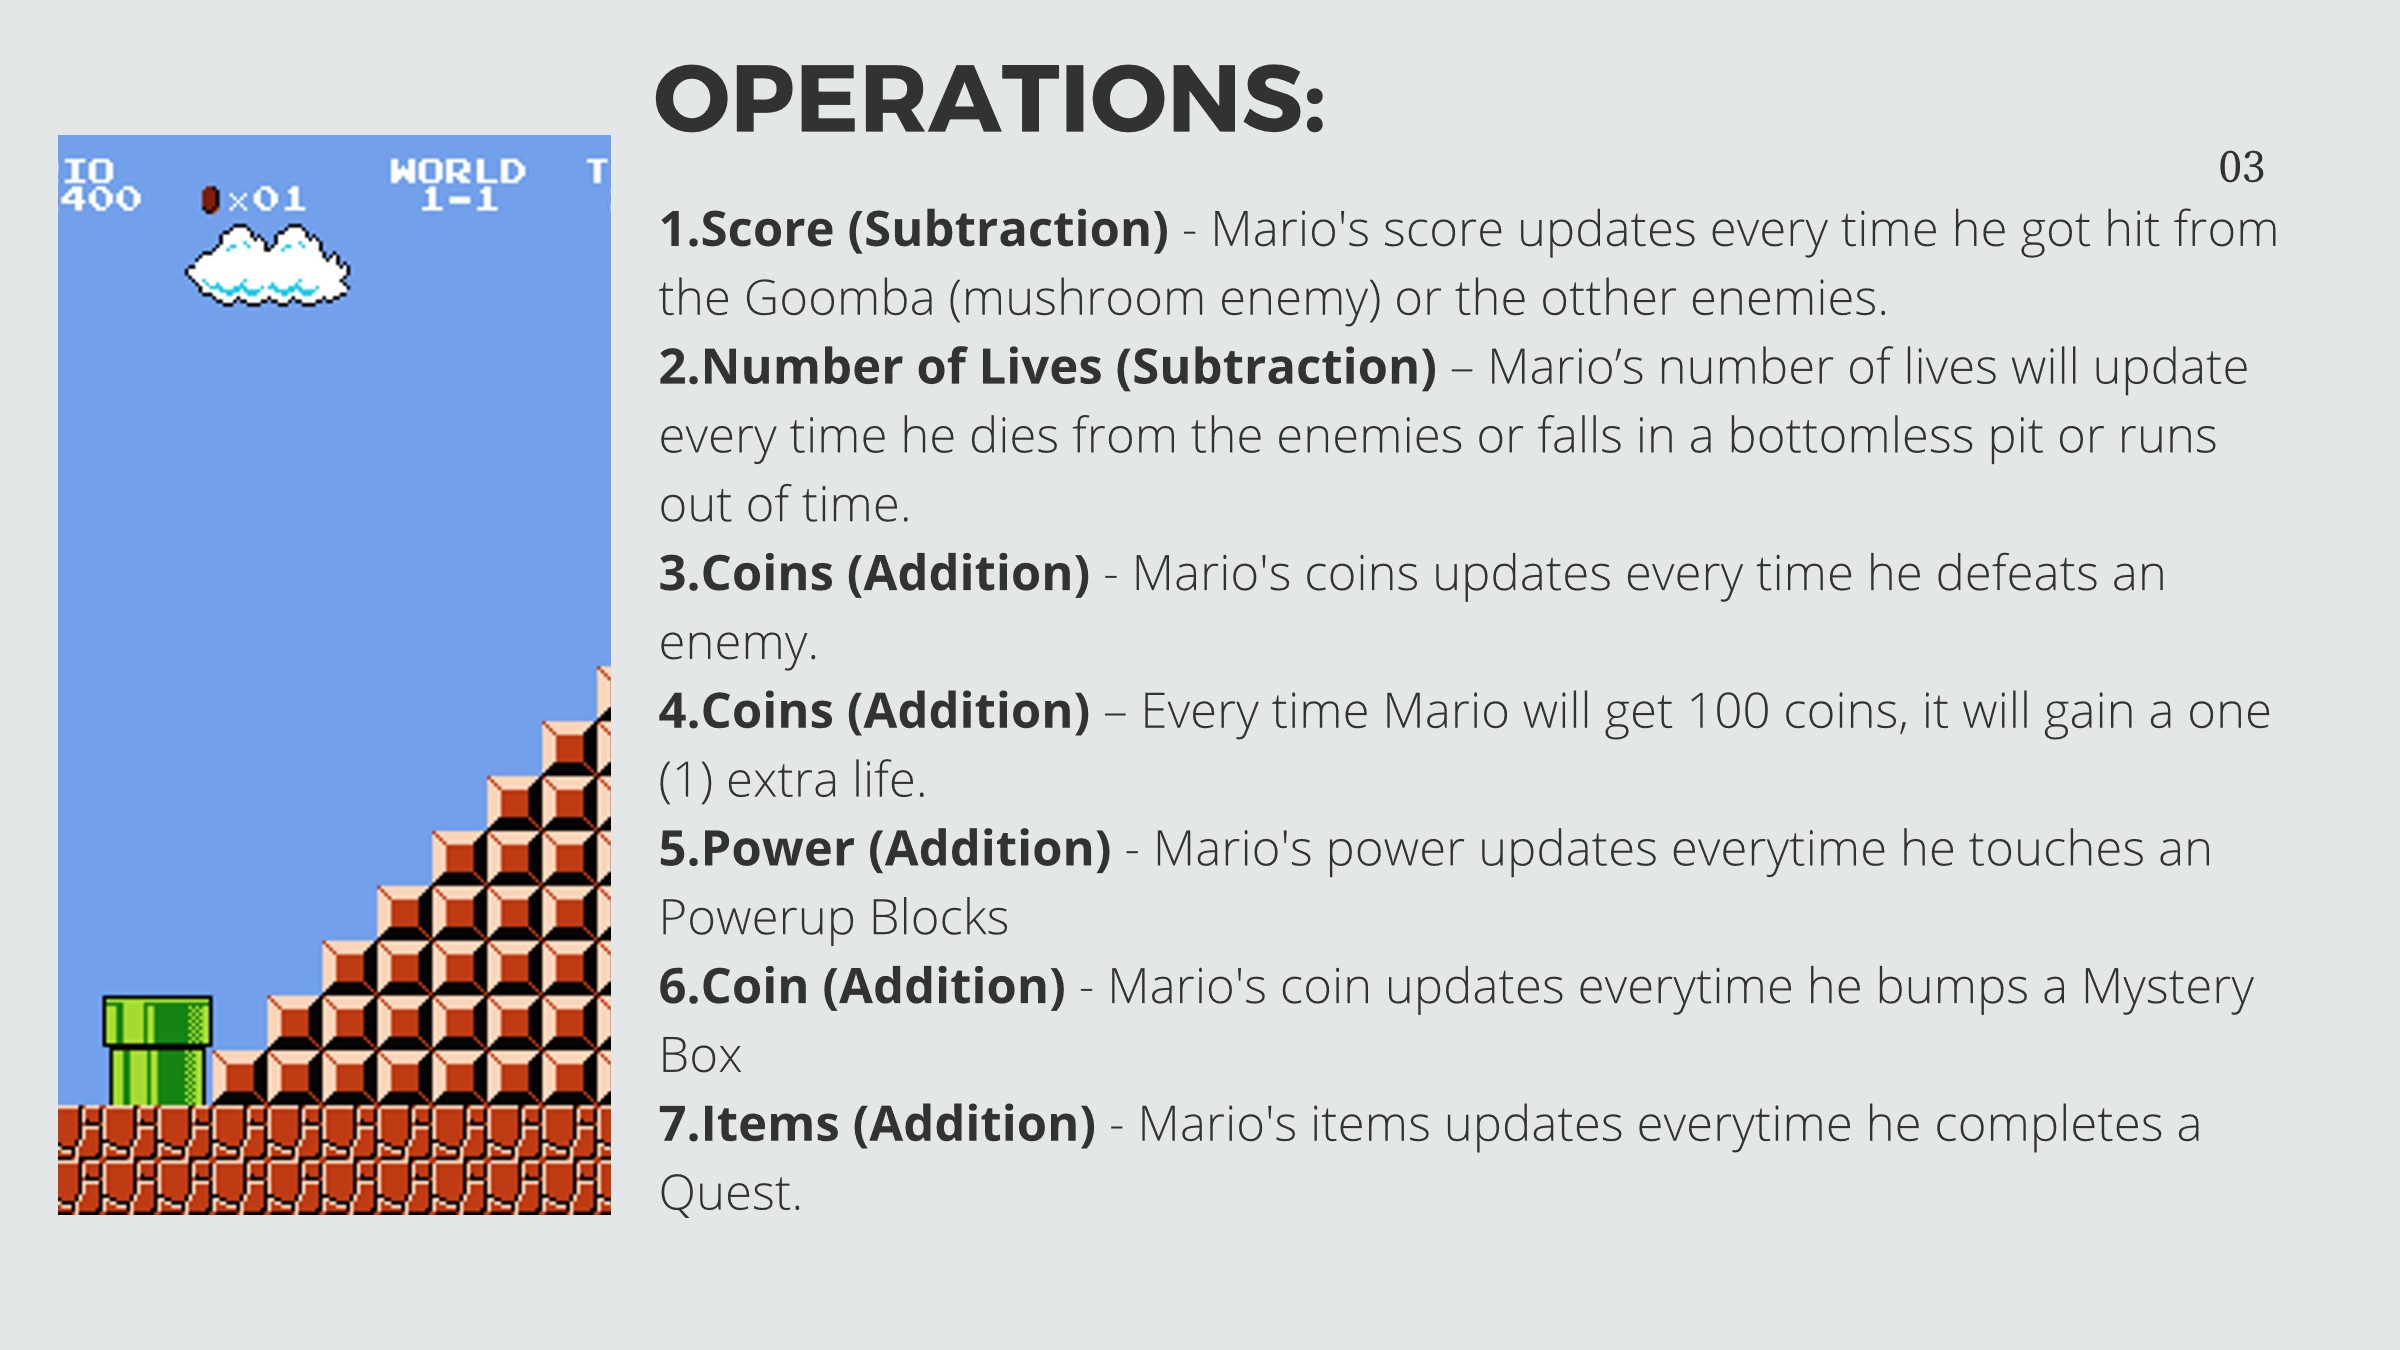 OPERATIONS:
IO WORLD T
400 ×01 1-1
03
1.Score (Subtraction) - Mario's score updates every time he got hit from
the Goomba (mushroom enemy) or the otther enemies.
2.Number of Lives (Subtraction) – Mario’s number of lives will update
every time he dies from the enemies or falls in a bottomless pit or runs
out of time.
3.Coins (Addition) - Mario's coins updates every time he defeats an
enemy.
4.Coins (Addition) – Every time Mario will get 100 coins, it will gain a one
(1) extra life.
5.Power (Addition) - Mario's power updates everytime he touches an
Powerup Blocks
6.Coin (Addition) - Mario's coin updates everytime he bumps a Mystery
Box
7.Items (Addition) - Mario's items updates everytime he completes a
Quest.